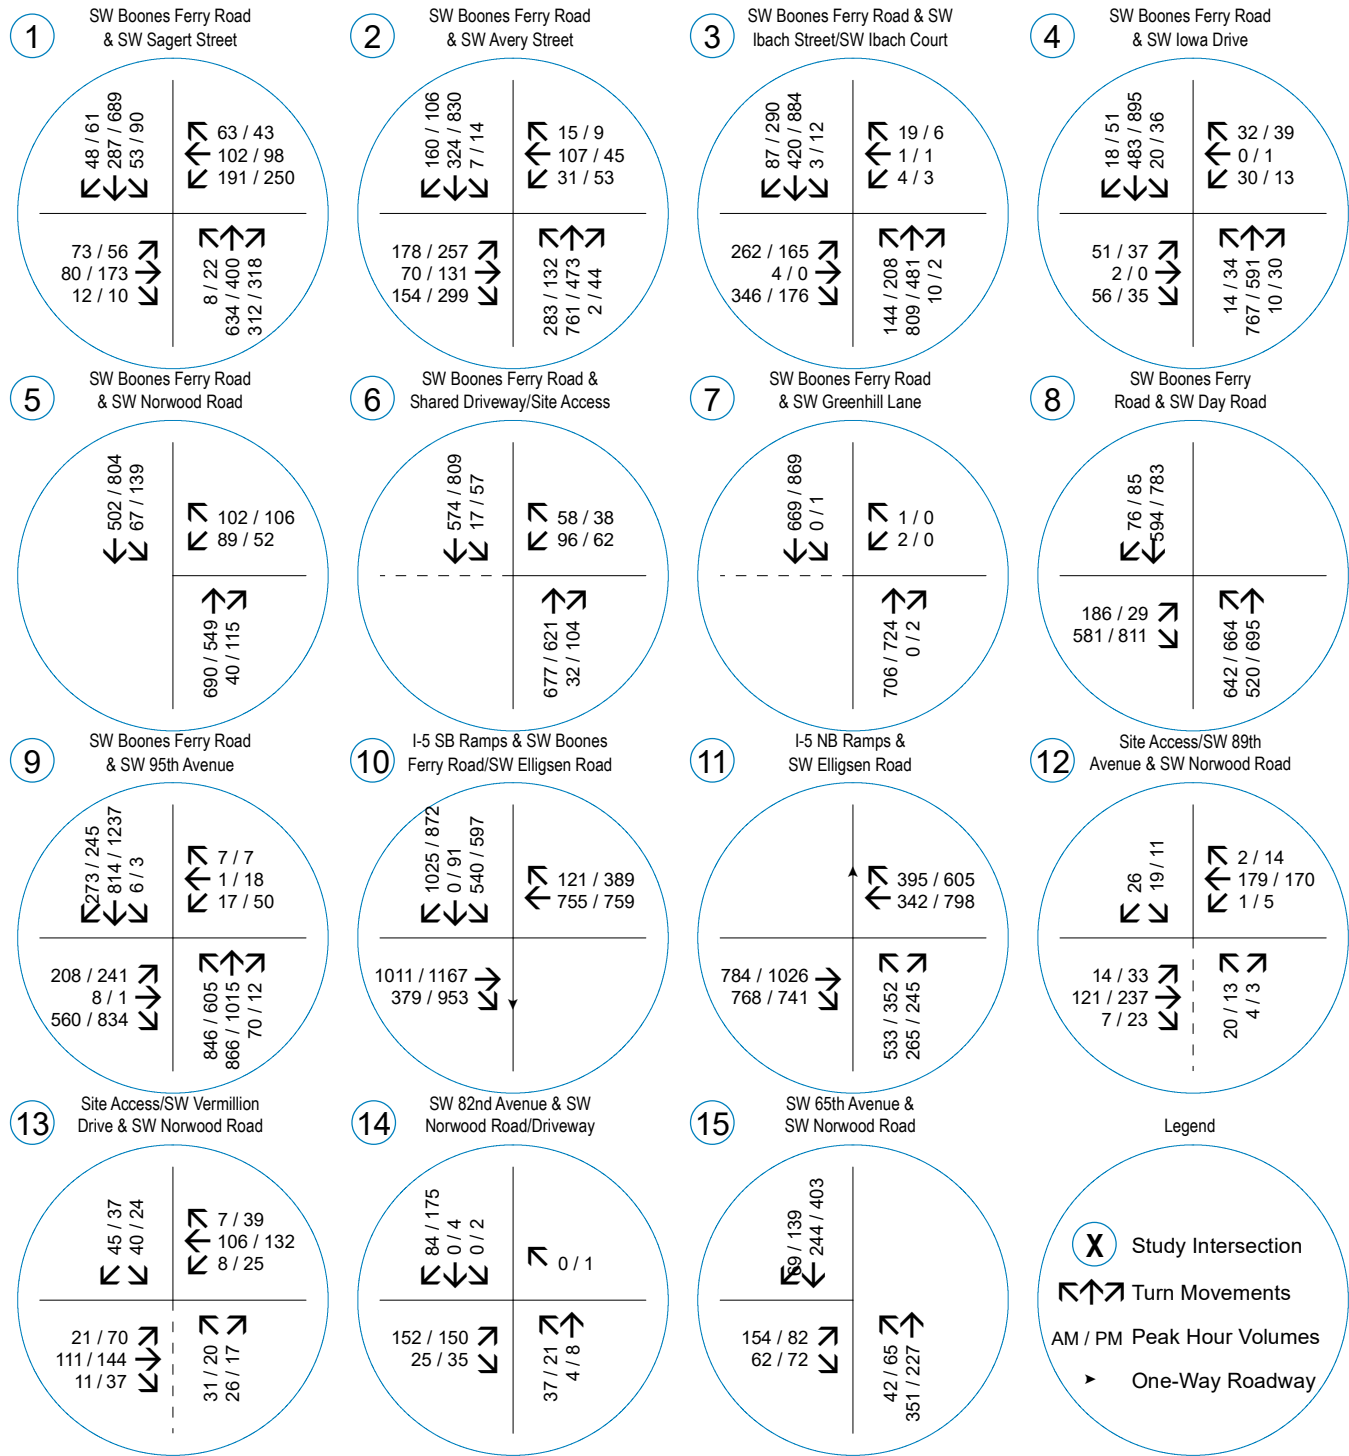 1
SW Boones Ferry Road
& SW Sagert Street
48 / 61
287 / 689
53 / 90
63 / 43
102 / 98
191 / 250
73 / 56
80 / 173
12 / 10
8 / 22
634 / 400
312 / 318
2
SW Boones Ferry Road
& SW Avery Street
160 / 106
324 / 830
7 / 14
15 / 9
107 / 45
31 / 53
178 / 257
70 / 131
154 / 299
283 / 132
761 / 473
2 / 44
3
SW Boones Ferry Road & SW
Ibach Street/SW Ibach Court
87 / 290
420 / 884
3 / 12
19 / 6
1 / 1
4 / 3
262 / 165
4 / 0
346 / 176
144 / 208
809 / 481
10 / 2
4
SW Boones Ferry Road
& SW Iowa Drive
18 / 51
483 / 895
20 / 36
32 / 39
0 / 1
30 / 13
51 / 37
2 / 0
56 / 35
14 / 34
767 / 591
10 / 30
5
SW Boones Ferry Road
& SW Norwood Road
502 / 804
67 / 139
102 / 106
89 / 52
690 / 549
40 / 115
6
SW Boones Ferry Road &
Shared Driveway/Site Access
574 / 809
17 / 57
58 / 38
96 / 62
677 / 621
32 / 104
7
SW Boones Ferry Road
& SW Greenhill Lane
669 / 869
0 / 1
1 / 0
2 / 0
706 / 724
0 / 2
8
SW Boones Ferry
Road & SW Day Road
76 / 85
594 / 783
186 / 29
581 / 811
642 / 664
520 / 695
9
SW Boones Ferry Road
& SW 95th Avenue
273 / 245
814 / 1237
6 / 3
7 / 7
1 / 18
17 / 50
208 / 241
8 / 1
560 / 834
846 / 605
866 / 1015
70 / 12
10
I-5 SB Ramps & SW Boones
Ferry Road/SW Elligsen Road
1025 / 872
0 / 91
540 / 597
121 / 389
755 / 759
1011 / 1167
379 / 953
11
I-5 NB Ramps &
SW Elligsen Road
395 / 605
342 / 798
784 / 1026
768 / 741
533 / 352
265 / 245
12
Site Access/SW 89th
Avenue & SW Norwood Road
26
19 / 11
2 / 14
179 / 170
1 / 5
14 / 33
121 / 237
7 / 23
20 / 13
4 / 3
13
Site Access/SW Vermillion
Drive & SW Norwood Road
45 / 37
40 / 24
7 / 39
106 / 132
8 / 25
21 / 70
111 / 144
11 / 37
31 / 20
26 / 17
14
SW 82nd Avenue & SW
Norwood Road/Driveway
84 / 175
0 / 4
0 / 2
0 / 1
152 / 150
25 / 35
37 / 21
4 / 8
15
SW 65th Avenue &
SW Norwood Road
69 / 139
244 / 403
154 / 82
62 / 72
42 / 65
351 / 227
Legend
X Study Intersection
Turn Movements
AM / PM Peak Hour Volumes
One-Way Roadway